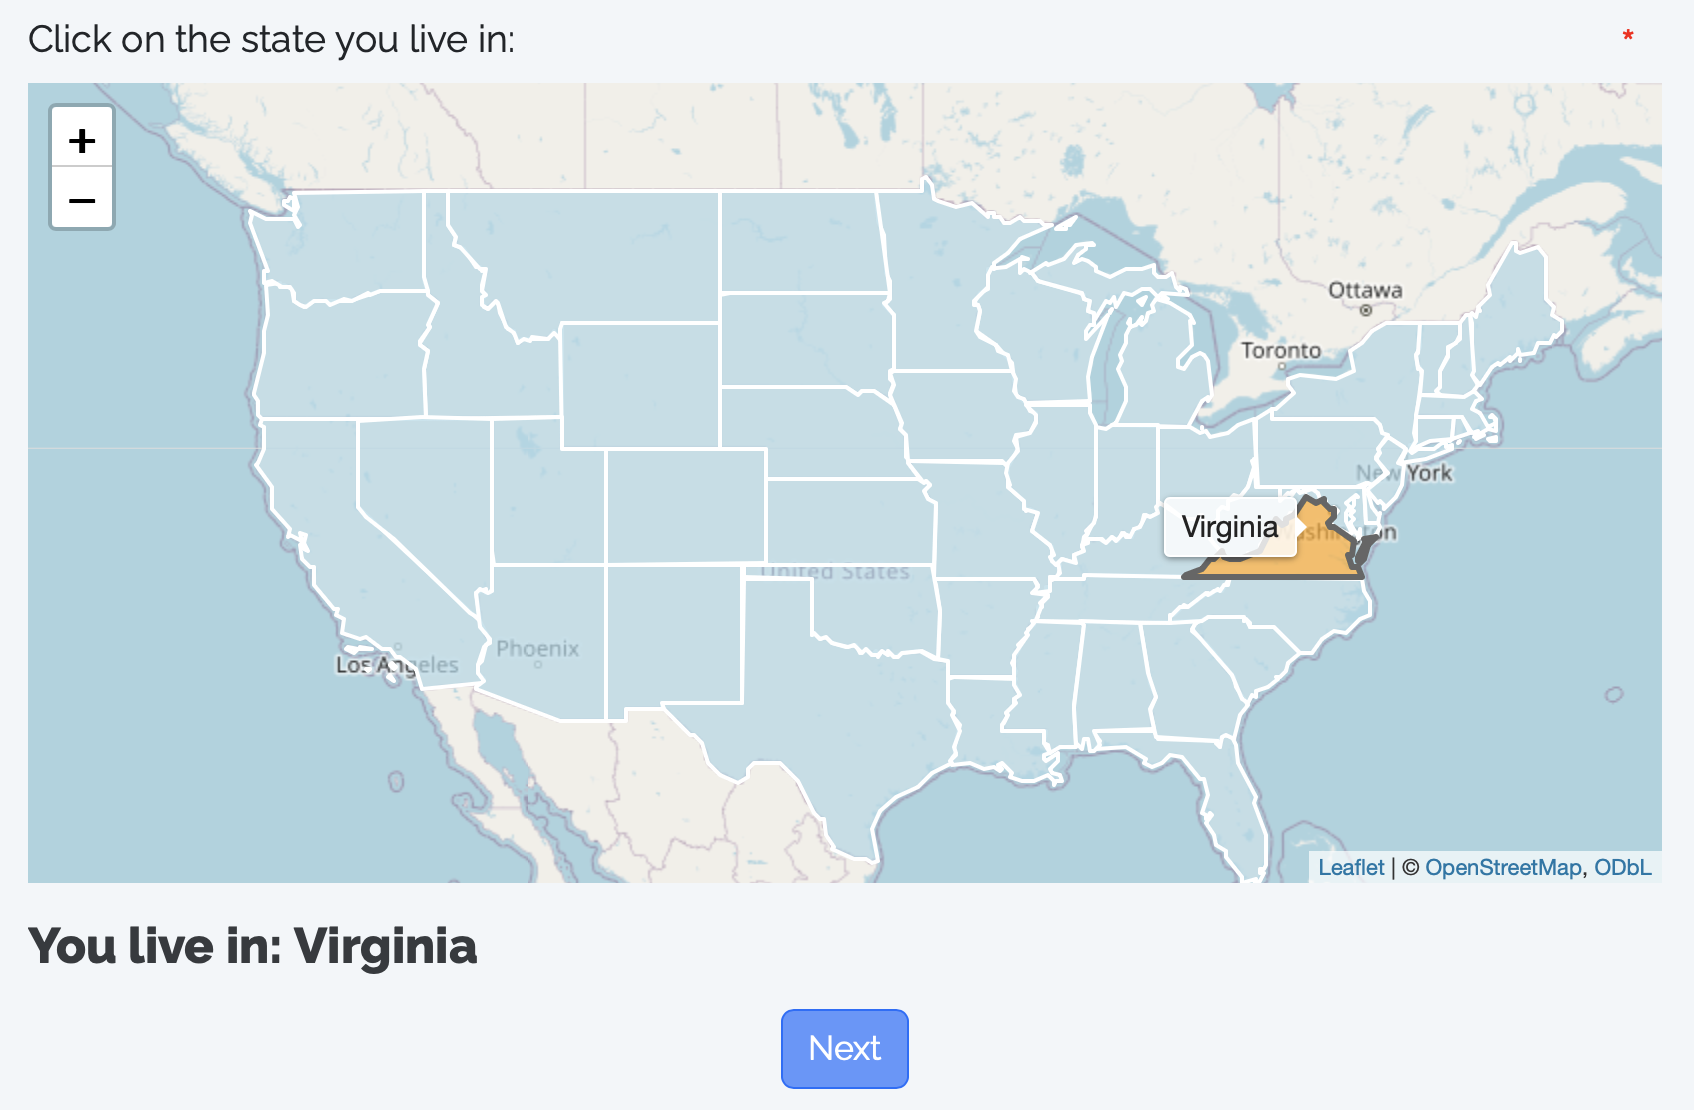 Click on the state you live in:
*
+
−
Ottawa
Toronto
New York
Virginia
Washington
United States
Phoenix
Los Angeles
Leaflet | © OpenStreetMap, ODbL
You live in: Virginia
Next